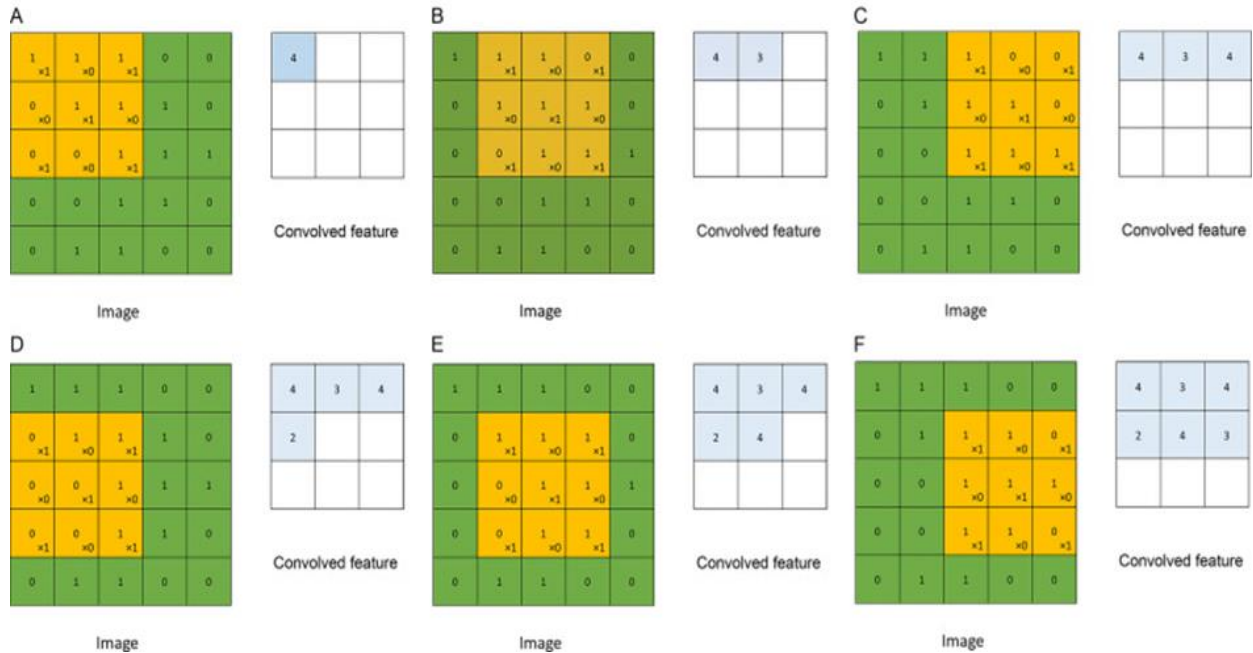 A
1×1 1×0 1×1 0 0
0×0 1×1 1×0 1 0
0×1 0×0 1×1 1 1
0 0 1 1 0
0 1 1 0 0
Image
4
Convolved feature
B
1 1×1 1×0 0×1 0
0 1×0 1×1 1×0 0
0 0×1 1×0 1×1 1
0 0 1 1 0
0 1 1 0 0
Image
4 3
Convolved feature
C
1 1 1×1 0×0 0×1
0 1 1×0 1×1 0×0
0 0 1×1 1×0 1×1
0 0 1 1 0
0 1 1 0 0
Image
4 3 4
Convolved feature
D
1 1 1 0 0
0×1 1×0 1×1 1 0
0×0 0×1 1×0 1 1
0×1 0×0 1×1 1 0
0 1 1 0 0
Image
4 3 4
2
Convolved feature
E
1 1 1 0 0
0 1×1 1×0 1×1 0
0 0×0 1×1 1×0 1
0 0×1 1×0 1×1 0
0 1 1 0 0
Image
4 3 4
2 4
Convolved feature
F
1 1 1 0 0
0 1 1×1 1×0 0×1
0 0 1×0 1×1 1×0
0 0 1×1 1×0 0×1
0 1 1 0 0
Image
4 3 4
2 4 3
Convolved feature